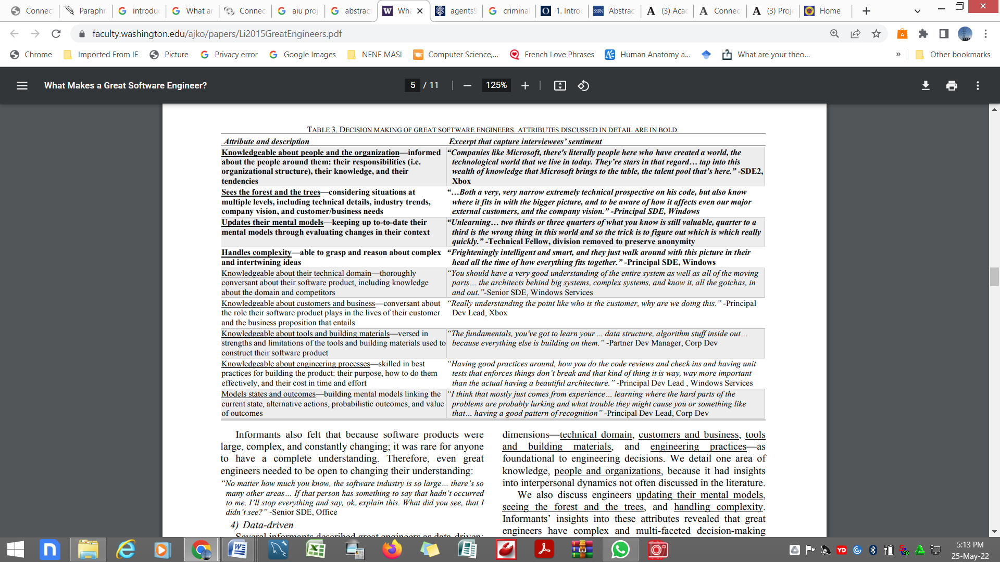 Connect
Paraphr
introduc
What ar
Connec
aiu proj
abstract
Wha
agents9
criminal
1. Introc
Abstrac
(3) Acad
Connec
(3) Proje
Home
faculty.washington.edu/ajko/papers/Li2015GreatEngineers.pdf
Chrome
Imported From IE
Picture
Privacy error
Google Images
NENE MASI
Computer Science,...
French Love Phrases
Human Anatomy a...
What are your theo...
»
Other bookmarks
What Makes a Great Software Engineer?
5 / 11
125%
TABLE 3. DECISION MAKING OF GREAT SOFTWARE ENGINEERS. ATTRIBUTES DISCUSSED IN DETAIL ARE IN BOLD.
Attribute and description
Excerpt that capture interviewees’ sentiment
Knowledgeable about people and the organization—informed
about the people around them: their responsibilities (i.e.
organizational structure), their knowledge, and their
tendencies
“Companies like Microsoft, there's literally people here who have created a world, the
technological world that we live in today. They’re stars in that regard… tap into this
wealth of knowledge that Microsoft brings to the table, the talent pool that’s here.” -SDE2,
Xbox
Sees the forest and the trees—considering situations at
multiple levels, including technical details, industry trends,
company vision, and customer/business needs
“…Both a very, very narrow extremely technical prospective on his code, but also know
where it fits in with the bigger picture, and to be aware of how it affects even our major
external customers, and the company vision.” -Principal SDE, Windows
Updates their mental models—keeping up to-to-date their
mental models through evaluating changes in their context
“Unlearning… two thirds or three quarters of what you know is still valuable, quarter to a
third is the wrong thing in this world and so the trick is to figure out which is which really
quickly.” -Technical Fellow, division removed to preserve anonymity
Handles complexity—able to grasp and reason about complex
and intertwining ideas
“Frighteningly intelligent and smart, and they just walk around with this picture in their
head all the time of how everything fits together.” -Principal SDE, Windows
Knowledgeable about their technical domain—thoroughly
conversant about their software product, including knowledge
about the domain and competitors
“You should have a very good understanding of the entire system as well as all of the moving
parts… the architects behind big systems, complex systems, and know it, all the gotchas, in
and out.”-Senior SDE, Windows Services
Knowledgeable about customers and business—conversant about
the role their software product plays in the lives of their customer
and the business proposition that entails
“Really understanding the point like who is the customer, why are we doing this.” -Principal
Dev Lead, Xbox
Knowledgeable about tools and building materials—versed in
strengths and limitations of the tools and building materials used to
construct their software product
“The fundamentals, you've got to learn your ... data structure, algorithm stuff inside out…
because everything else is building on them.” -Partner Dev Manager, Corp Dev
Knowledgeable about engineering processes—skilled in best
practices for building the product: their purpose, how to do them
effectively, and their cost in time and effort
“Having good practices around, how you do the code reviews and check ins and having unit
tests that enforces things don’t break and that kind of thing it is way, way more important
than the actual having a beautiful architecture.” -Principal Dev Lead , Windows Services
Models states and outcomes—building mental models linking the
current state, alternative actions, probabilistic outcomes, and value
of outcomes
“I think that mostly just comes from experience… learning where the hard parts of the
problems are probably lurking and what trouble they might cause you or something like
that… having a good pattern of recognition” -Principal Dev Lead, Corp Dev
Informants also felt that because software products were
large, complex, and constantly changing; it was rare for anyone
to have a complete understanding. Therefore, even great
engineers needed to be open to changing their understanding:
“No matter how much you know, the software industry is so large… there’s so
many other areas… If that person has something to say that hadn’t occurred
to me, I’ll stop everything and say, ok, explain this. What did you see, that I
didn’t see?” -Senior SDE, Office
4) Data-driven
Several informants described great engineers as data-driven:
dimensions—technical domain, customers and business, tools
and building materials, and engineering practices—as
foundational to engineering decisions. We detail one area of
knowledge, people and organizations, because it had insights
into interpersonal dynamics not often discussed in the literature.
We also discuss engineers updating their mental models,
seeing the forest and the trees, and handling complexity.
Informants’ insights into these attributes revealed that great
engineers have complex and multi-faceted decision-making
5:13 PM
25-May-22